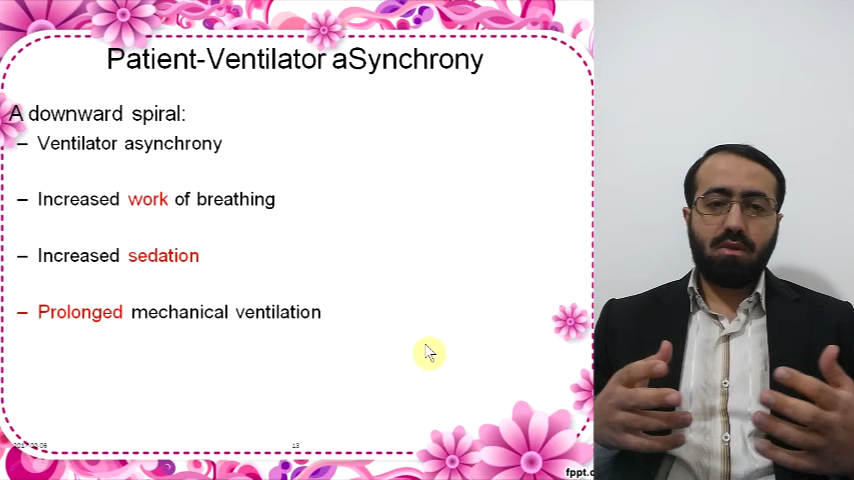 Patient-Ventilator aSynchrony
A downward spiral:
– Ventilator asynchrony
– Increased work of breathing
– Increased sedation
– Prolonged mechanical ventilation
13